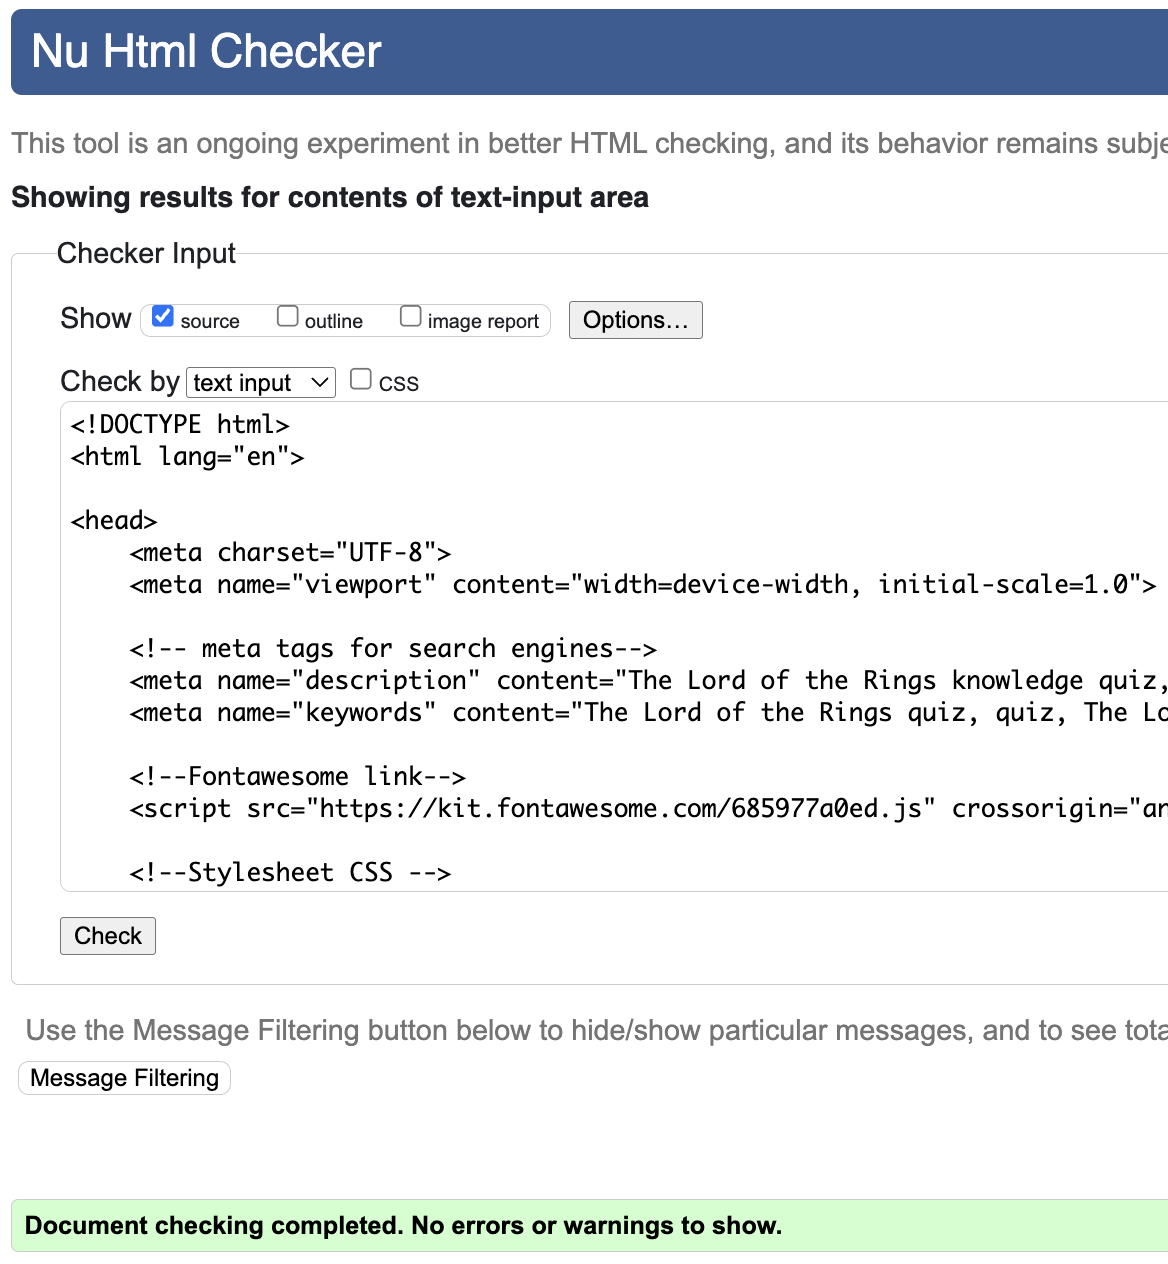 Nu Html Checker
This tool is an ongoing experiment in better HTML checking, and its behavior remains
Showing results for contents of text-input area
Checker Input
Show source outline image report Options...
Check by text input CSS
<!DOCTYPE html>
<html lang="en">
<head>
<meta charset="UTF-8">
<meta name="viewport" content="width=device-width, initial-scale=1.0">
<!-- meta tags for search engines-->
<meta name="description" content="The Lord of the Rings knowledge quiz,
<meta name="keywords" content="The Lord of the Rings quiz, quiz, The
<!--Fontawesome link-->
<script src="https://kit.fontawesome.com/685977a0ed.js" crossorigin="
<!--Stylesheet CSS -->
Check
Use the Message Filtering button below to hide/show particular messages, and to see
Message Filtering
Document checking completed. No errors or warnings to show.